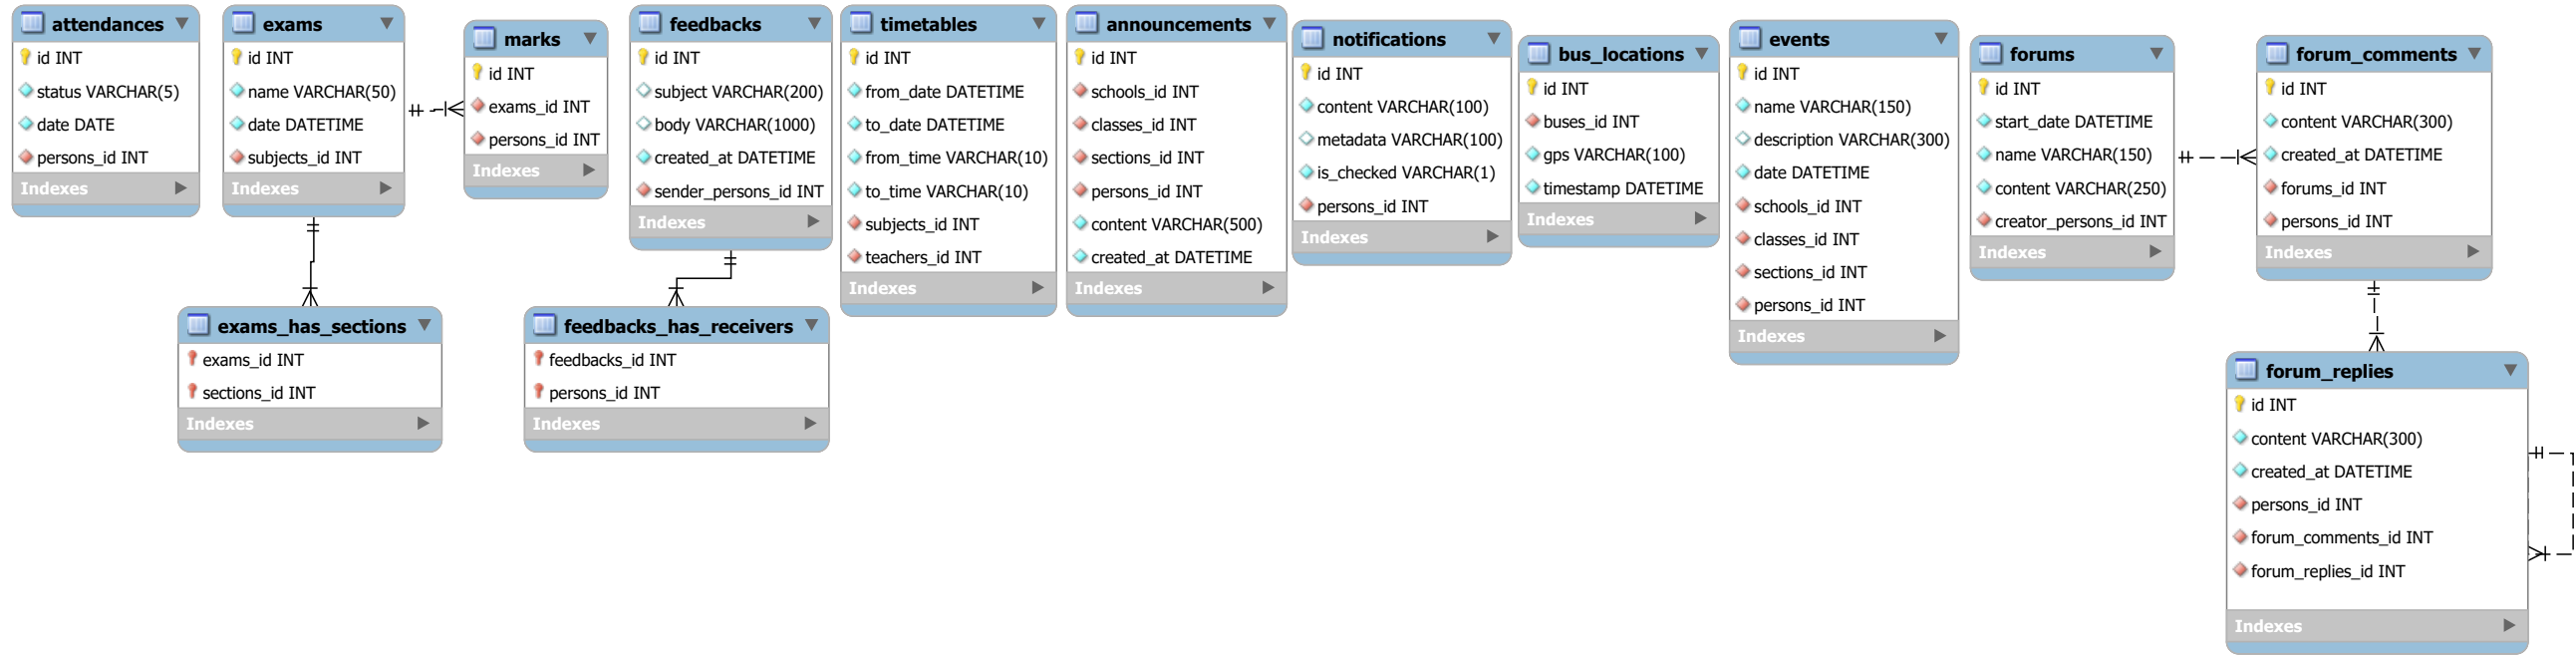 attendances
id INT
status VARCHAR(5)
date DATE
persons_id INT
Indexes
exams
id INT
name VARCHAR(50)
date DATETIME
subjects_id INT
Indexes
marks
id INT
exams_id INT
persons_id INT
Indexes
feedbacks
id INT
subject VARCHAR(200)
body VARCHAR(1000)
created_at DATETIME
sender_persons_id INT
Indexes
timetables
id INT
from_date DATETIME
to_date DATETIME
from_time VARCHAR(10)
to_time VARCHAR(10)
subjects_id INT
teachers_id INT
Indexes
announcements
id INT
schools_id INT
classes_id INT
sections_id INT
persons_id INT
content VARCHAR(500)
created_at DATETIME
Indexes
notifications
id INT
content VARCHAR(100)
metadata VARCHAR(100)
is_checked VARCHAR(1)
persons_id INT
Indexes
bus_locations
id INT
buses_id INT
gps VARCHAR(100)
timestamp DATETIME
Indexes
events
id INT
name VARCHAR(150)
description VARCHAR(300)
date DATETIME
schools_id INT
classes_id INT
sections_id INT
persons_id INT
Indexes
forums
id INT
start_date DATETIME
name VARCHAR(150)
content VARCHAR(250)
creator_persons_id INT
Indexes
forum_comments
id INT
content VARCHAR(300)
created_at DATETIME
forums_id INT
persons_id INT
Indexes
exams_has_sections
exams_id INT
sections_id INT
Indexes
feedbacks_has_receivers
feedbacks_id INT
persons_id INT
Indexes
forum_replies
id INT
content VARCHAR(300)
created_at DATETIME
persons_id INT
forum_comments_id INT
forum_replies_id INT
Indexes